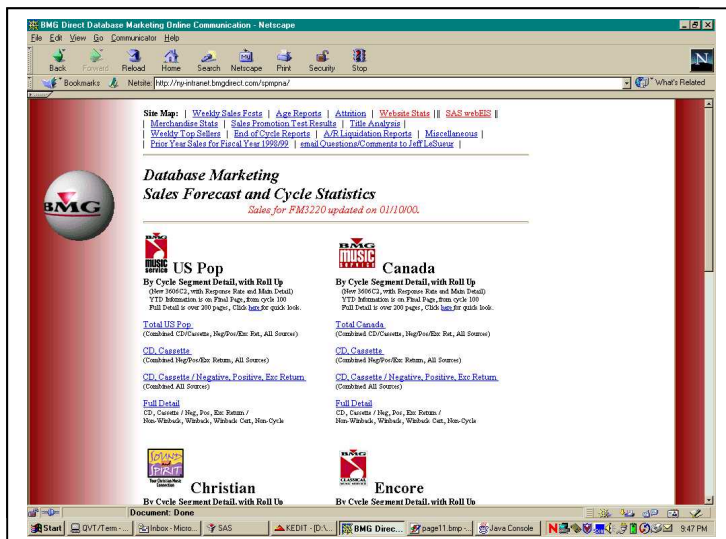 BMG Direct Database Marketing Online Communication - Netscape
File Edit View Go Communicator Help
Back Forward Reload Home Search Netscape Print Security Stop
Bookmarks Netsite: http://ny-intranet.bmgdirect.com/spmpna/ What's Related
Site Map: | Weekly Sales Fcsts | Age Reports | Attrition | Website Stats ||| SAS webEIS ||
| Merchandise Stats | Sales Promotion Test Results | Title Analysis |
| Weekly Top Sellers | End of Cycle Reports | A/R Liquidation Reports | Miscellaneous |
| Prior Year Sales for Fiscal Year 1998/99 | email Questions/Comments to Jeff LeSueur |
Database Marketing
Sales Forecast and Cycle Statistics
Sales for FM3220 updated on 01/10/00.
BMG
BMG music service US Pop
By Cycle Segment Detail, with Roll Up
(New 3606C2, with Response Rate and Main Detail)
YTD Information is on Final Page, from cycle 100
Full Detail is over 200 pages, Click here for quick look.
Total US Pop
(Combined CD/Cassette, Neg/Pos/Exc Ret, All Sources)
CD, Cassette
(Combined Neg/Pos/Exc Return, All Sources)
CD, Cassette / Negative, Positive, Exc Return
(Combined All Sources)
Full Detail
CD, Cassette / Neg, Pos, Exc Return /
Non-Winback, Winback, Winback Cert, Non-Cycle
BMG MUSIC SERVICE Canada
By Cycle Segment Detail, with Roll Up
(New 3606C2, with Response Rate and Main Detail)
YTD Information is on Final Page, from cycle 100
Full Detail is over 200 pages, Click here for quick look.
Total Canada
(Combined CD/Cassette, Neg/Pos/Exc Ret, All Sources)
CD, Cassette
(Combined Neg/Pos/Exc Return, All Sources)
CD, Cassette / Negative, Positive, Exc Return
(Combined All Sources)
Full Detail
CD, Cassette / Neg, Pos, Exc Return /
Non-Winback, Winback, Winback Cert, Non-Cycle
SOUND & SPIRIT
Your Christian Music Connection
Christian
By Cycle Segment Detail, with Roll Up
BMG CLASSICAL MUSIC SERVICE Encore
By Cycle Segment Detail, with Roll Up
Document: Done
Start QVT/Term - ... Inbox - Micro... SAS KEDIT - [D:\... BMG Direc... page11.bmp - ... Java Console 9:47 PM